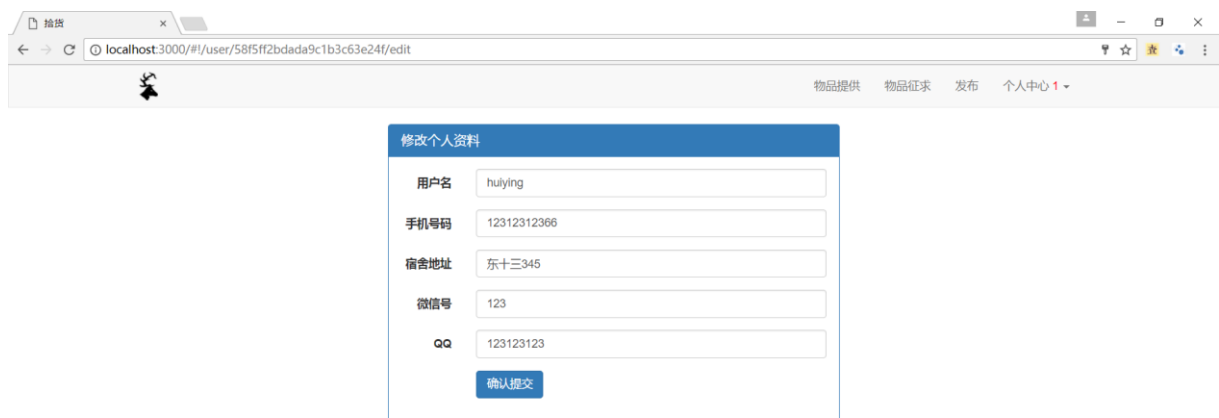 拾货
localhost:3000/#!/user/58f5ff2bdada9c1b3c63e24f/edit
物品提供 物品征求 发布 个人中心 1
修改个人资料
用户名 huiying
手机号码 12312312366
宿舍地址 东十三345
微信号 123
QQ 123123123
确认提交